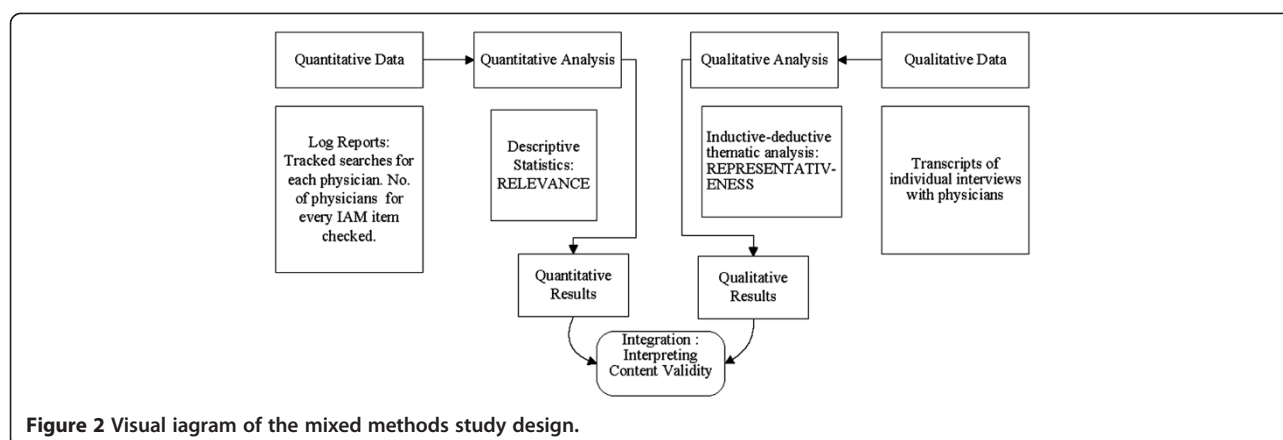 Quantitative Data
Quantitative Analysis
Qualitative Analysis
Qualitative Data
Log Reports:
Tracked searches for
each physician. No.
of physicians for
every IAM item
checked.
Descriptive
Statistics:
RELEVANCE
Inductive-deductive
thematic analysis:
REPRESENTATIV-
ENESS
Transcripts of
individual interviews
with physicians
Quantitative
Results
Qualitative
Results
Integration :
Interpreting
Content Validity
Figure 2 Visual iagram of the mixed methods study design.